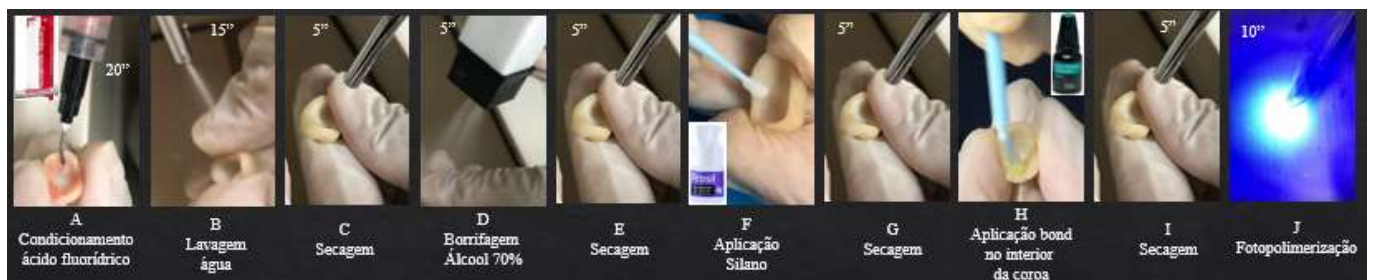 20”
15”
5”
5”
5”
5”
5”
10”
A
Condicionamento
ácido fluorídrico
B
Lavagem
água
C
Secagem
D
Borrifagem
Álcool 70%
E
Secagem
F
Aplicação
Silano
G
Secagem
H
Aplicação bond
no interior
da coroa
I
Secagem
J
Fotopolimerização